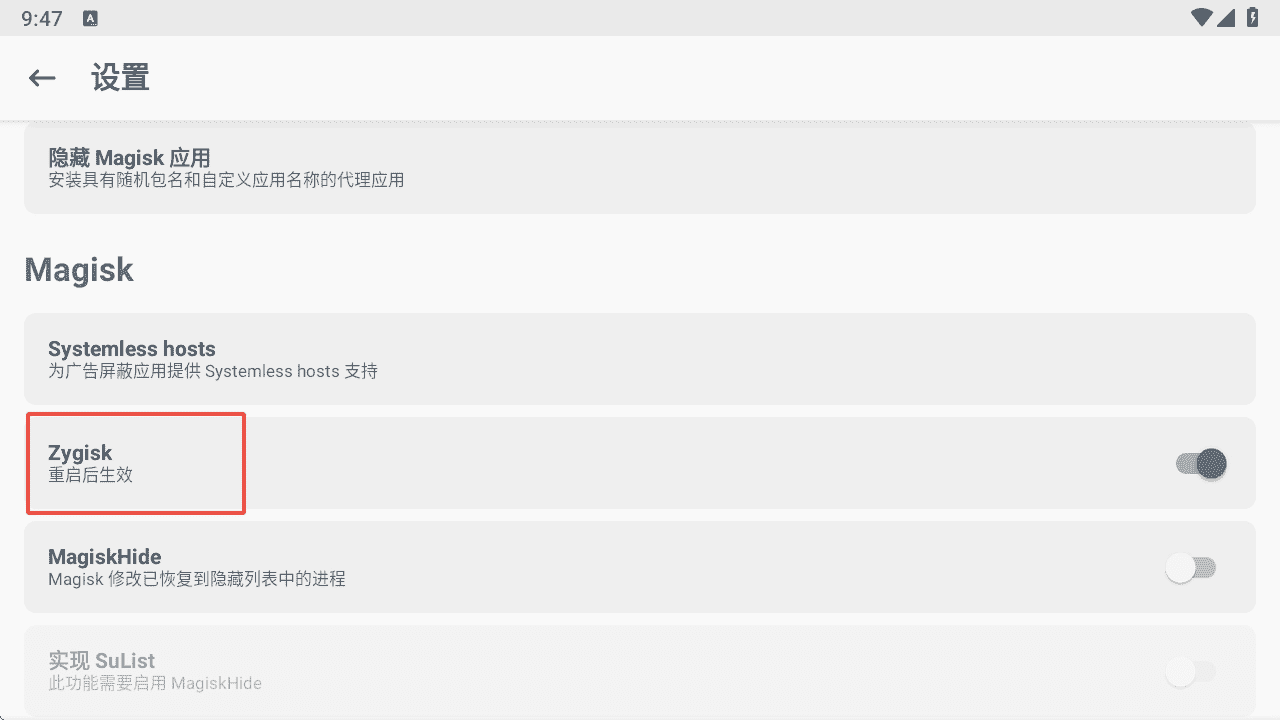 9:47 A
设置
隐藏 Magisk 应用
安装具有随机包名和自定义应用名称的代理应用
Magisk
Systemless hosts
为广告屏蔽应用提供 Systemless hosts 支持
Zygisk
重启后生效
MagiskHide
Magisk 修改已恢复到隐藏列表中的进程
实现 SuList
此功能需要启用 MagiskHide